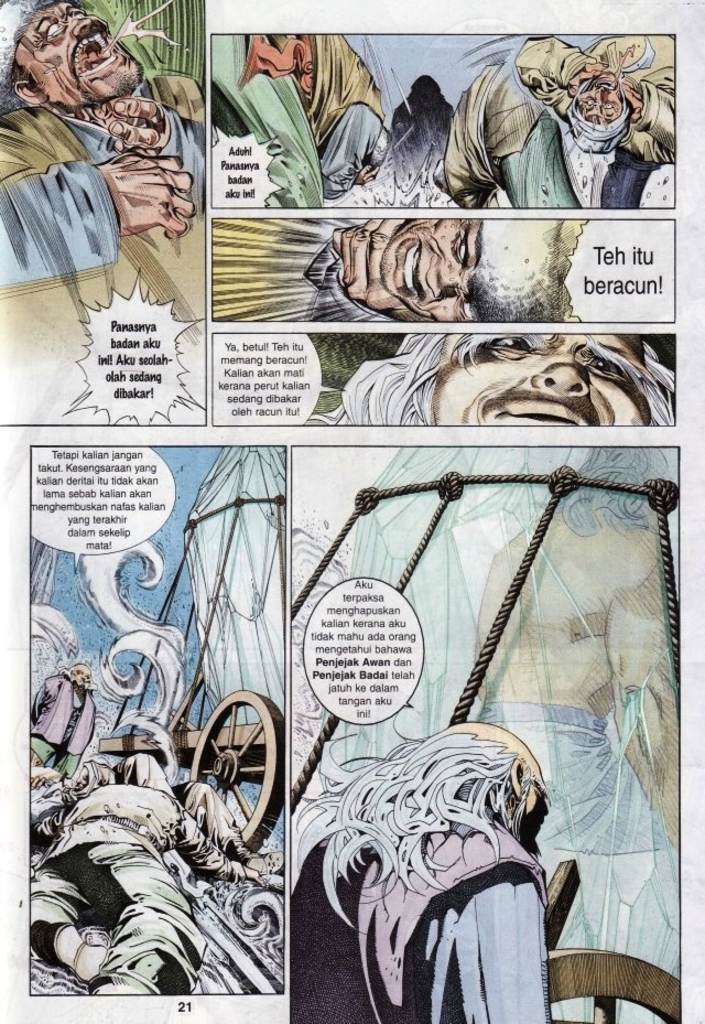 Panasnya
badan aku
ini! Aku seolah-
olah sedang
dibakar!
Aduh!
Panasnya
badan
aku ini!
Teh itu
beracun!
Ya, betul! Teh itu
memang beracun!
Kalian akan mati
kerana perut kalian
sedang dibakar
oleh racun itu!
Tetapi kalian jangan
takut. Kesengsaraan yang
kalian deritai itu tidak akan
lama sebab kalian akan
menghembuskan nafas kalian
yang terakhir
dalam sekelip
mata!
Aku
terpaksa
menghapuskan
kalian kerana aku
tidak mahu ada orang
mengetahui bahawa
Penjejak Awan dan
Penjejak Badai telah
jatuh ke dalam
tangan aku
ini!
21